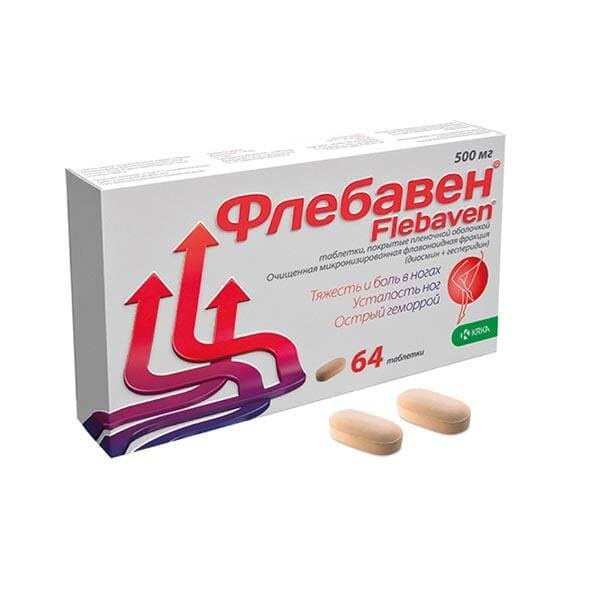 500 мг
Флебавен®
Flebaven®
таблетки, покрытые пленочной оболочкой
Очищенная микронизированная флавоноидная фракция
(диосмин + гесперидин)
Тяжесть и боль в ногах
Усталость ног
Острый геморрой
KRKA
64 таблетки